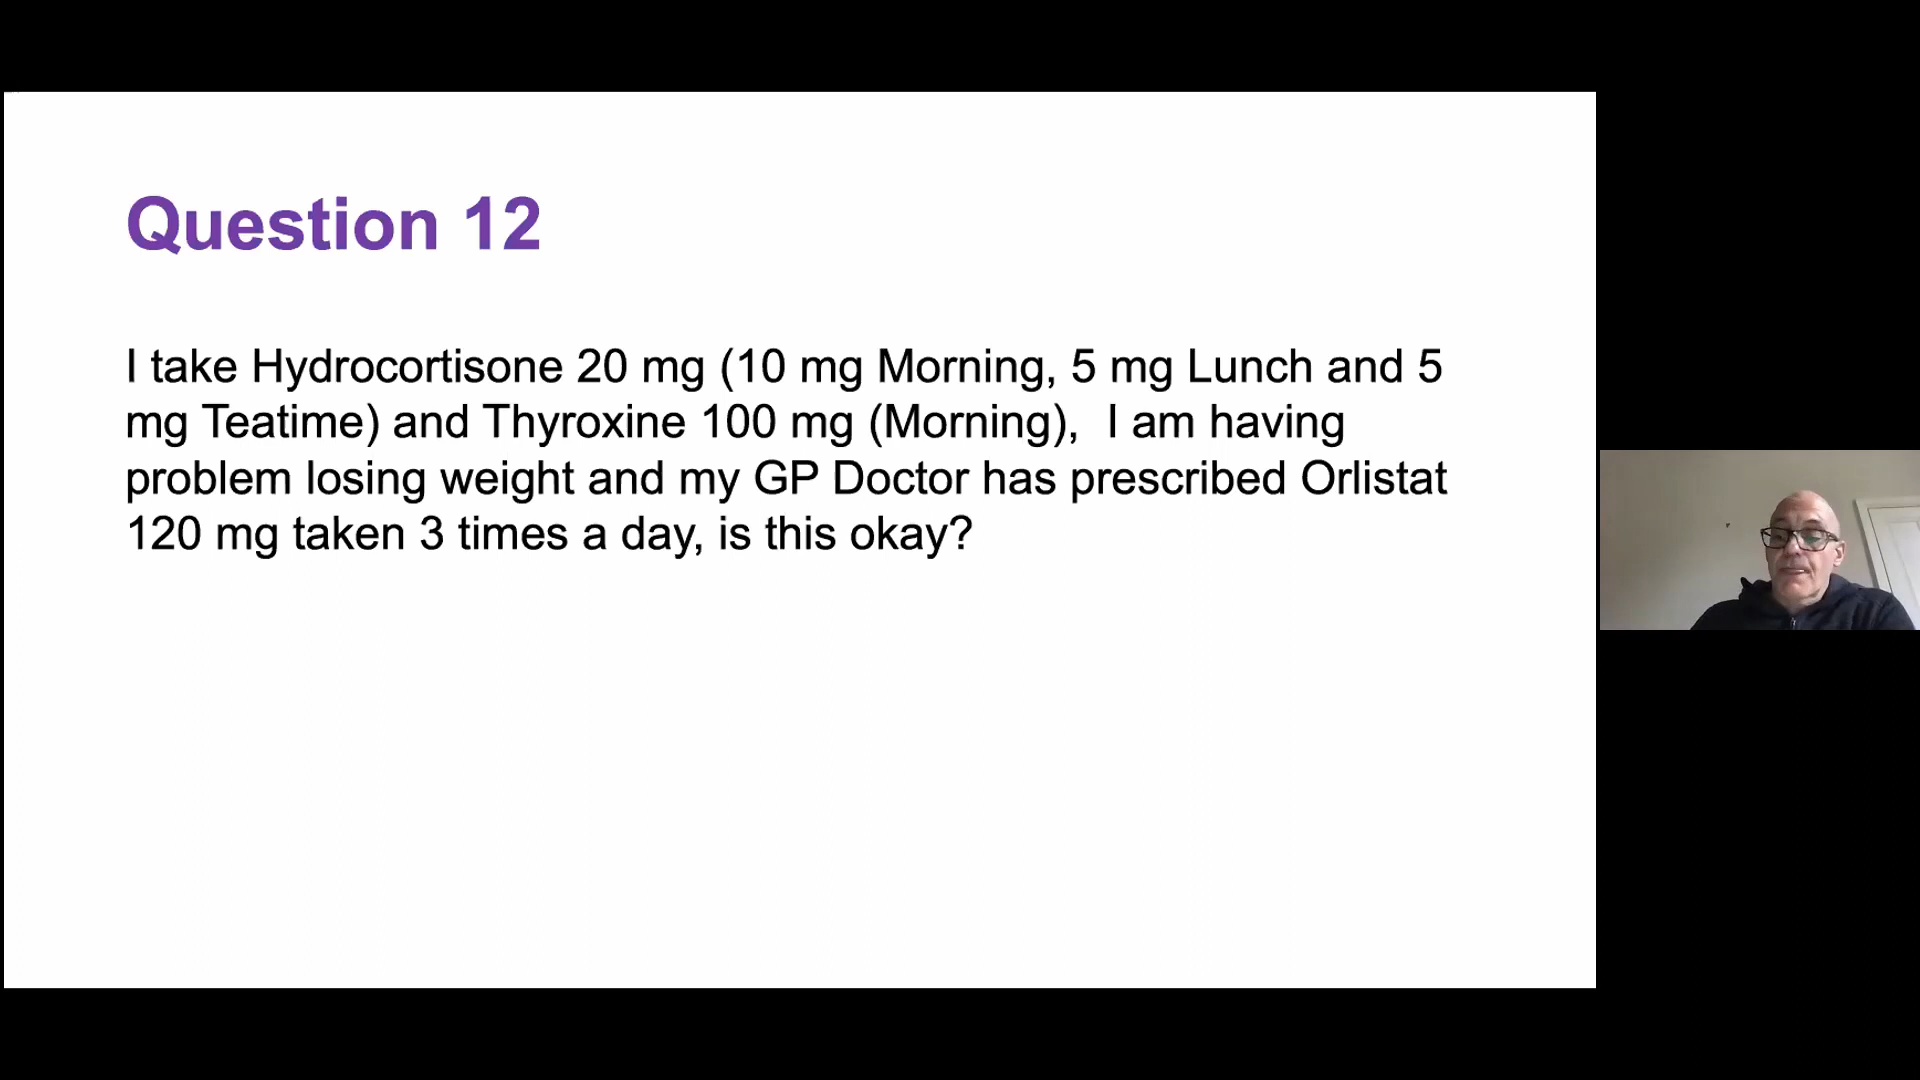 Question 12
I take Hydrocortisone 20 mg (10 mg Morning, 5 mg Lunch and 5
mg Teatime) and Thyroxine 100 mg (Morning),  I am having
problem losing weight and my GP Doctor has prescribed Orlistat
120 mg taken 3 times a day, is this okay?